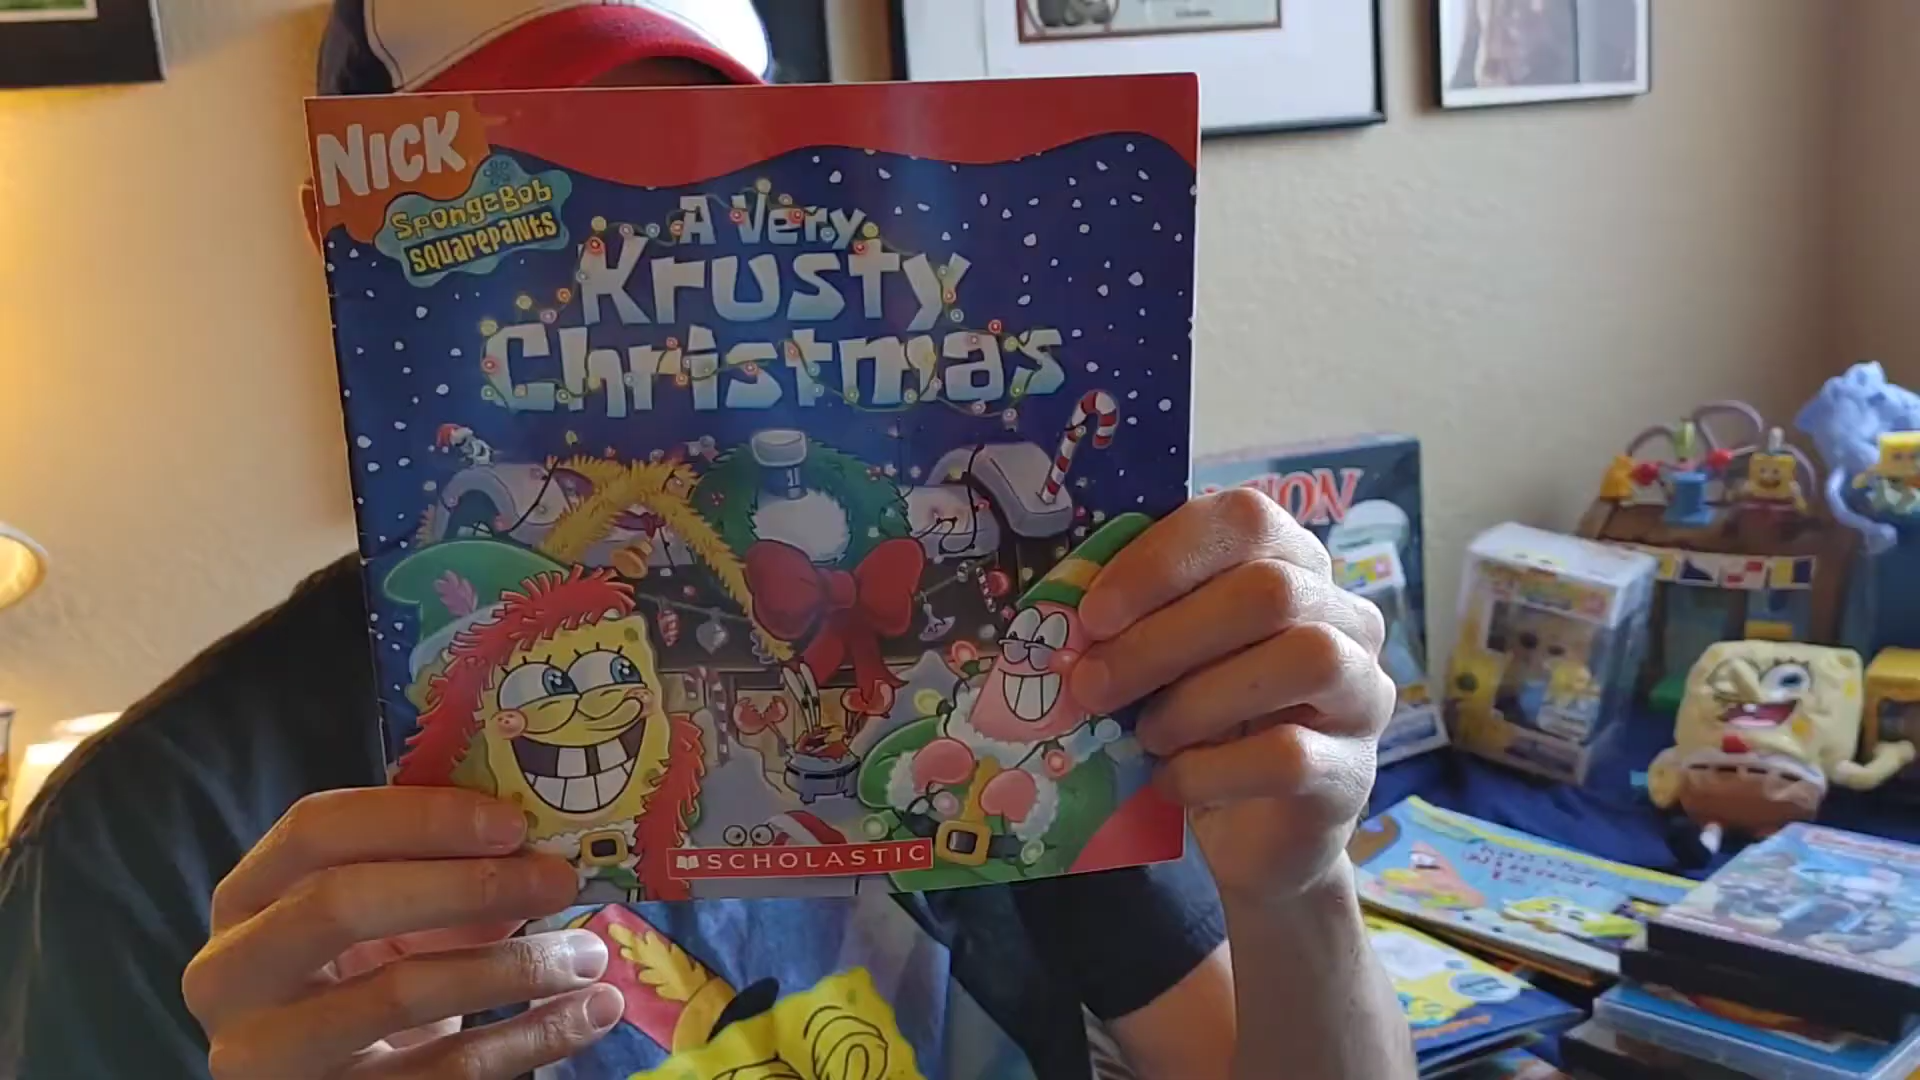 NICK
SpongeBob
SQUAREPANTS
A Very
Krusty
Christmas
SCHOLASTIC